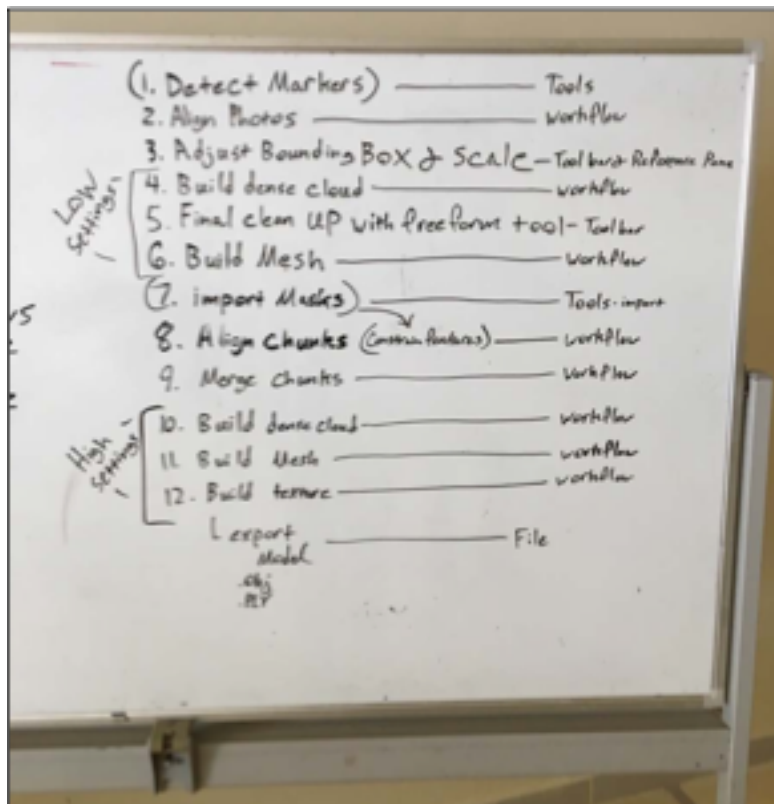 (1. Detect Markers) Tools
2. Align Photos workflow
3. Adjust Bounding Box & Scale - Toolbar & Reference Pane
Low Settings
4. Build dense cloud workflow
5. Final clean UP with freeform tool - Toolbar
6. Build Mesh workflow
(7. import Masks) Tools - import
8. Align Chunks (Constrain Features) workflow
9. Merge Chunks workflow
High Settings
10. Build dense cloud workflow
11 Build Mesh workflow
12. Build texture workflow
export Model File
.obj
.PLY